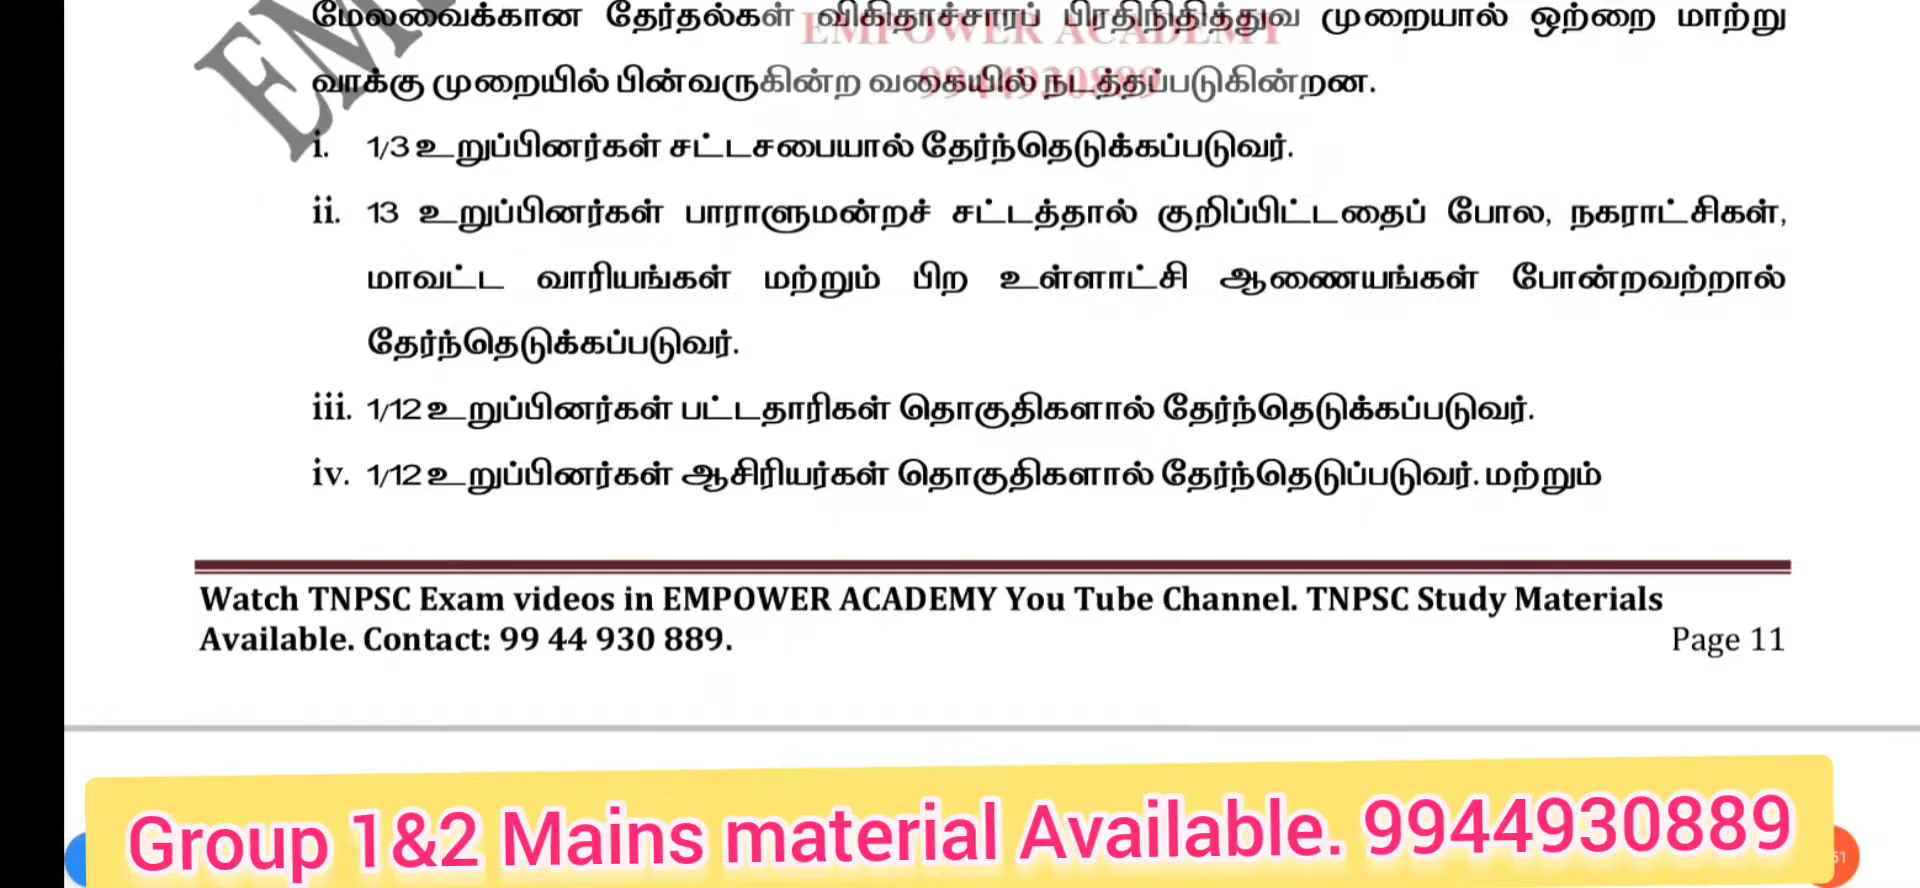 மேலவைக்கான தேர்தல்கள் விகிதாச்சாரப் பிரதிநிதித்துவ முறையால் ஒற்றை மாற்று
EMPOWER ACADEMY
வாக்கு முறையில் பின்வருகின்ற வகையில் நடத்தப்படுகின்றன.
9944930889
i. 1/3 உறுப்பினர்கள் சட்டசபையால் தேர்ந்தெடுக்கப்படுவர்.
ii. 13 உறுப்பினர்கள் பாராளுமன்றச் சட்டத்தால் குறிப்பிட்டதைப் போல, நகராட்சிகள்,
மாவட்ட வாரியங்கள் மற்றும் பிற உள்ளாட்சி ஆணையங்கள் போன்றவற்றால்
தேர்ந்தெடுக்கப்படுவர்.
iii. 1/12 உறுப்பினர்கள் பட்டதாரிகள் தொகுதிகளால் தேர்ந்தெடுக்கப்படுவர்.
iv. 1/12 உறுப்பினர்கள் ஆசிரியர்கள் தொகுதிகளால் தேர்ந்தெடுப்படுவர். மற்றும்
Watch TNPSC Exam videos in EMPOWER ACADEMY You Tube Channel. TNPSC Study Materials
Available. Contact: 99 44 930 889.
Page 11
Group 1&2 Mains material Available. 9944930889